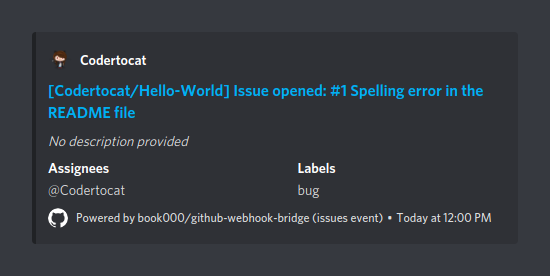 Codertocat
[Codertocat/Hello-World] Issue opened: #1 Spelling error in the
README file
No description provided
Assignees Labels
@Codertocat bug
Powered by book000/github-webhook-bridge (issues event) • Today at 12:00 PM